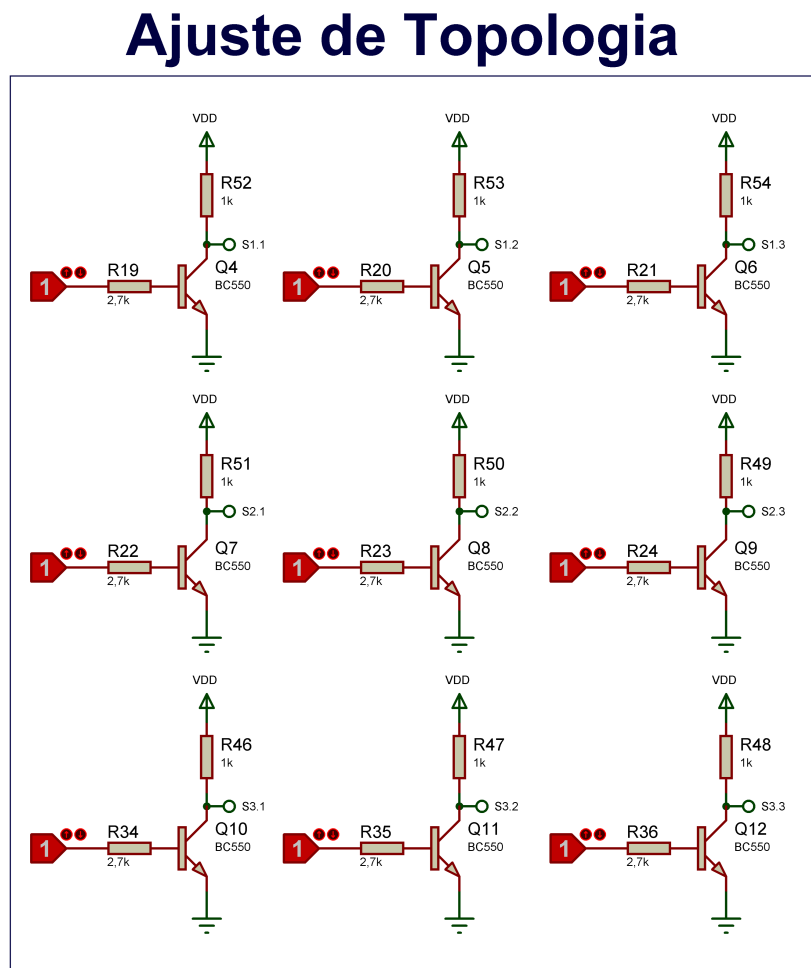 Ajuste de Topologia
VDD VDD VDD
R52 R53 R54
1k 1k 1k
S1.1 S1.2 S1.3
R19 Q4 R20 Q5 R21 Q6
1 BC550 1 BC550 1 BC550
2,7k 2,7k 2,7k
VDD VDD VDD
R51 R50 R49
1k 1k 1k
S2.1 S2.2 S2.3
R22 Q7 R23 Q8 R24 Q9
1 BC550 1 BC550 1 BC550
2,7k 2,7k 2,7k
VDD VDD VDD
R46 R47 R48
1k 1k 1k
S3.1 S3.2 S3.3
R34 Q10 R35 Q11 R36 Q12
1 BC550 1 BC550 1 BC550
2,7k 2,7k 2,7k